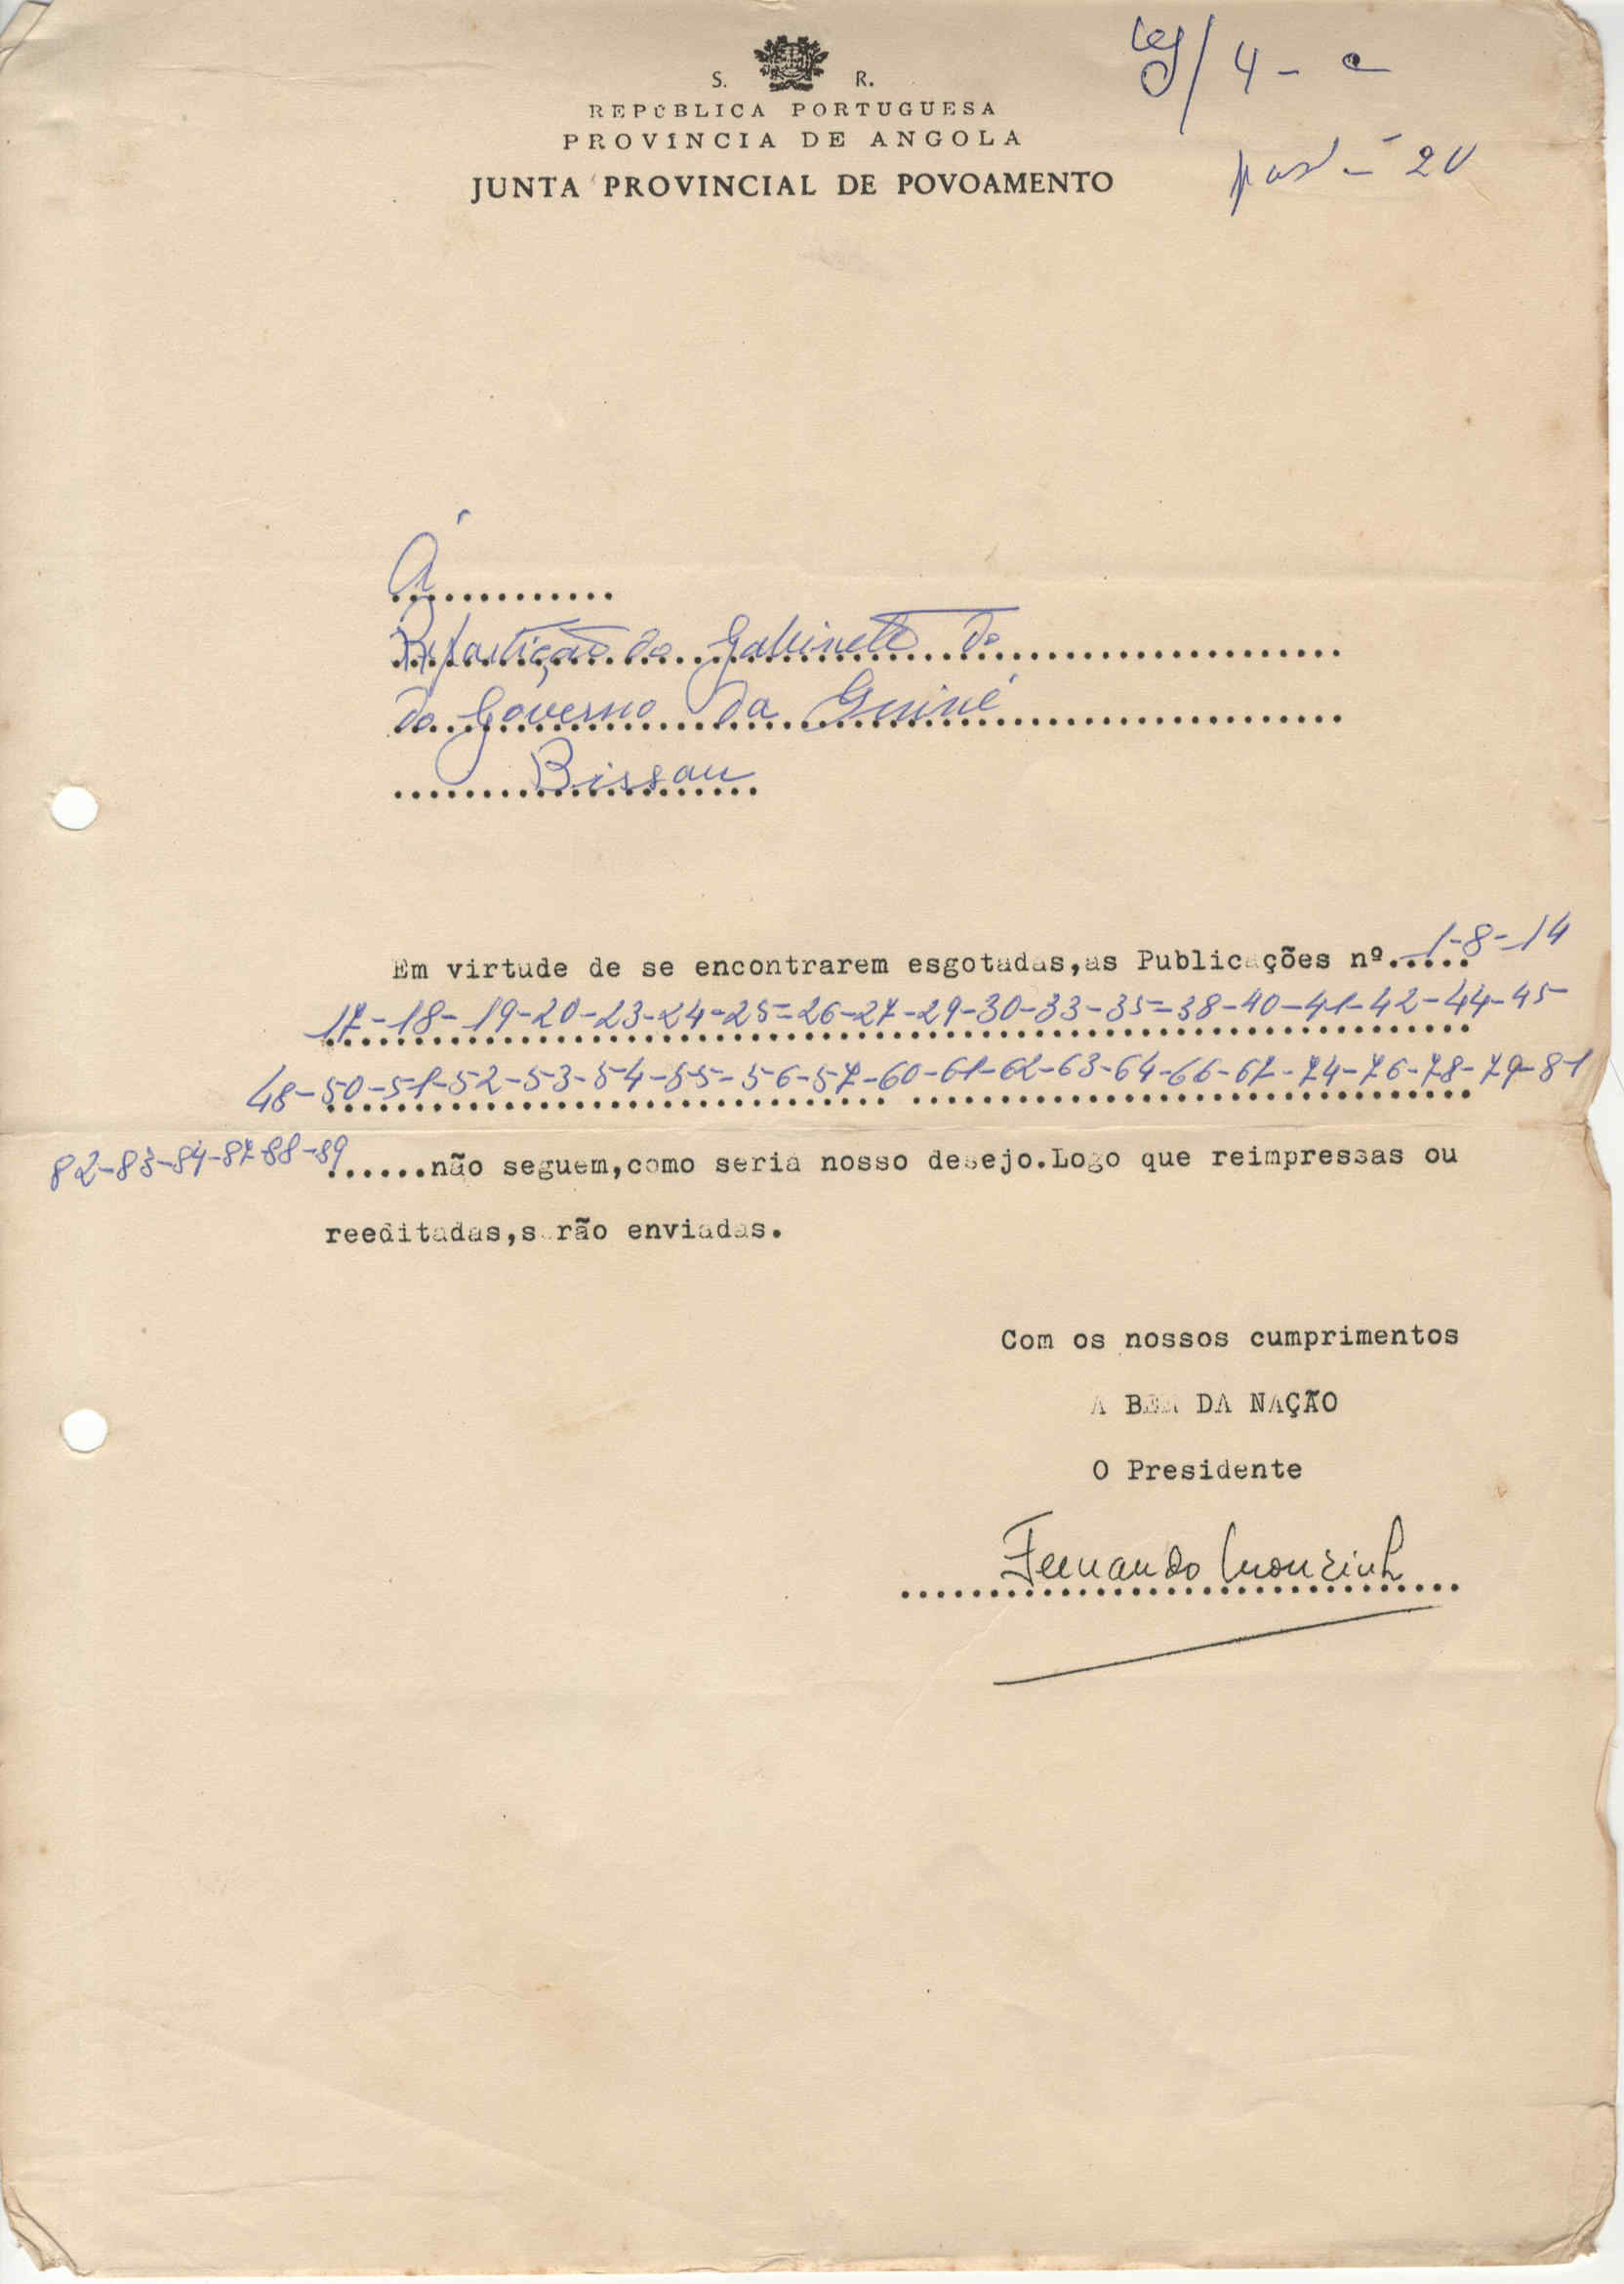 S. R.
REPÚBLICA PORTUGUESA
PROVÍNCIA DE ANGOLA
JUNTA PROVINCIAL DE POVOAMENTO
4 -
20
À............
Repartição do Gabinete do
do Governo da Guiné
Bissau
Em virtude de se encontrarem esgotadas,as Publicações nº.....1-8-14
17-18-19-20-23-24-25=26-27-29-30-33-35=38-40-41-42-44-45
48-50-51-52-53-54-55-56-57-60-61-62-63-64-66-67-74-76-78-79-81
82-83-84-87-88-89......não seguem,como seria nosso desejo.Logo que reimpressas ou
reeditadas,serão enviadas.
Com os nossos cumprimentos
A BEM DA NAÇÃO
O Presidente
Fernando Mouzinho